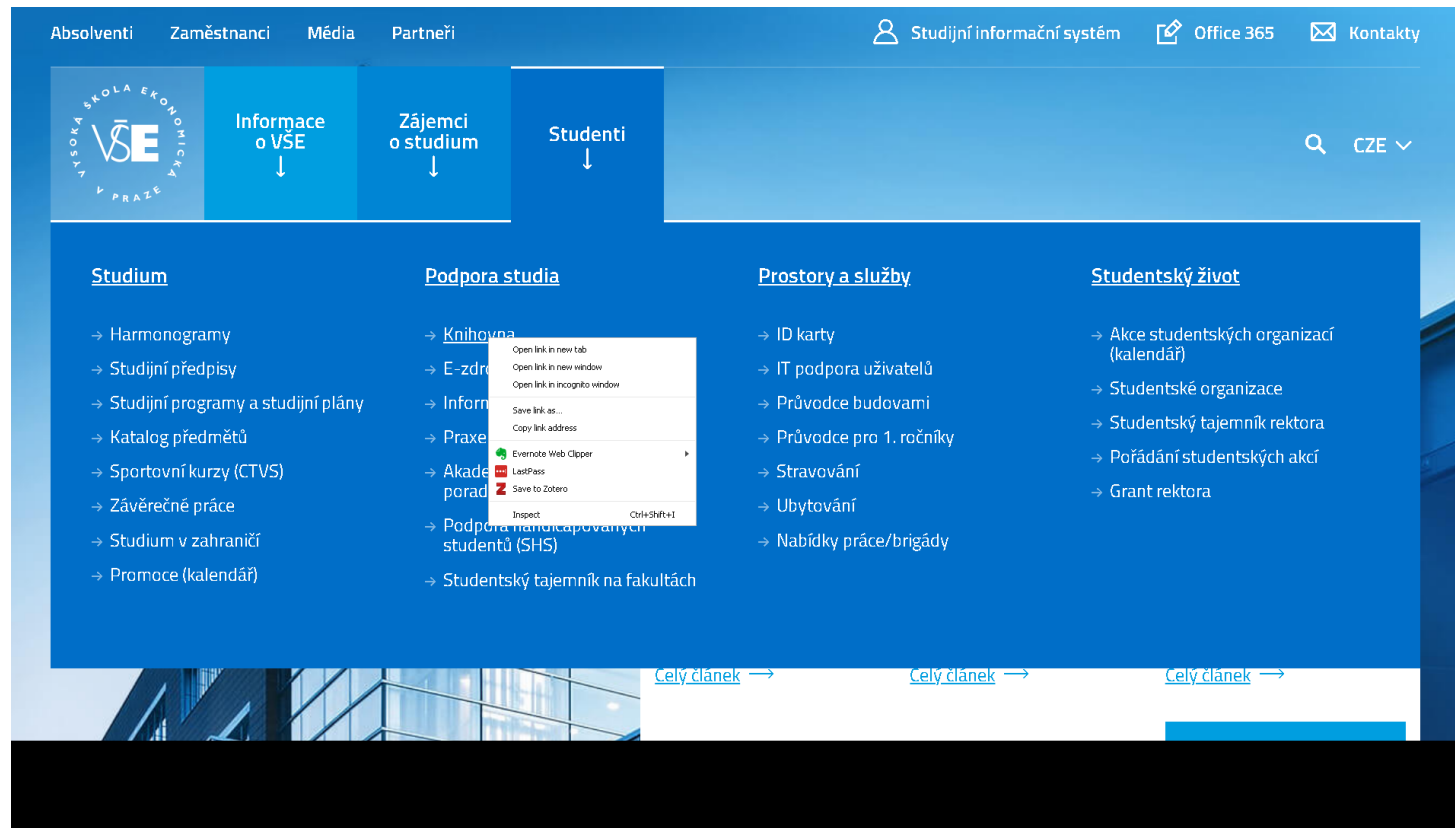 Absolventi Zaměstnanci Média Partneři Studijní informační systém Office 365 Kontakty
VYSOKÁ ŠKOLA EKONOMICKÁ V PRAZE
VŠE
Informace
o VŠE
Zájemci
o studium
Studenti
CZE
Studium
→ Harmonogramy
→ Studijní předpisy
→ Studijní programy a studijní plány
→ Katalog předmětů
→ Sportovní kurzy (CTVS)
→ Závěrečné práce
→ Studium v zahraničí
→ Promoce (kalendář)
Podpora studia
→ Knihovna
→ Praxe
→ Podpora handicapovaných
studentů (SHS)
→ Studentský tajemník na fakultách
Open link in new tab
Open link in new window
Open link in incognito window
Save link as...
Copy link address
Evernote Web Clipper
LastPass
Save to Zotero
Inspect Ctrl+Shift+I
Prostory a služby
→ ID karty
→ IT podpora uživatelů
→ Průvodce budovami
→ Průvodce pro 1. ročníky
→ Stravování
→ Ubytování
→ Nabídky práce/brigády
Studentský život
→ Akce studentských organizací
(kalendář)
→ Studentské organizace
→ Studentský tajemník rektora
→ Pořádání studentských akcí
→ Grant rektora
Celý článek → Celý článek → Celý článek →